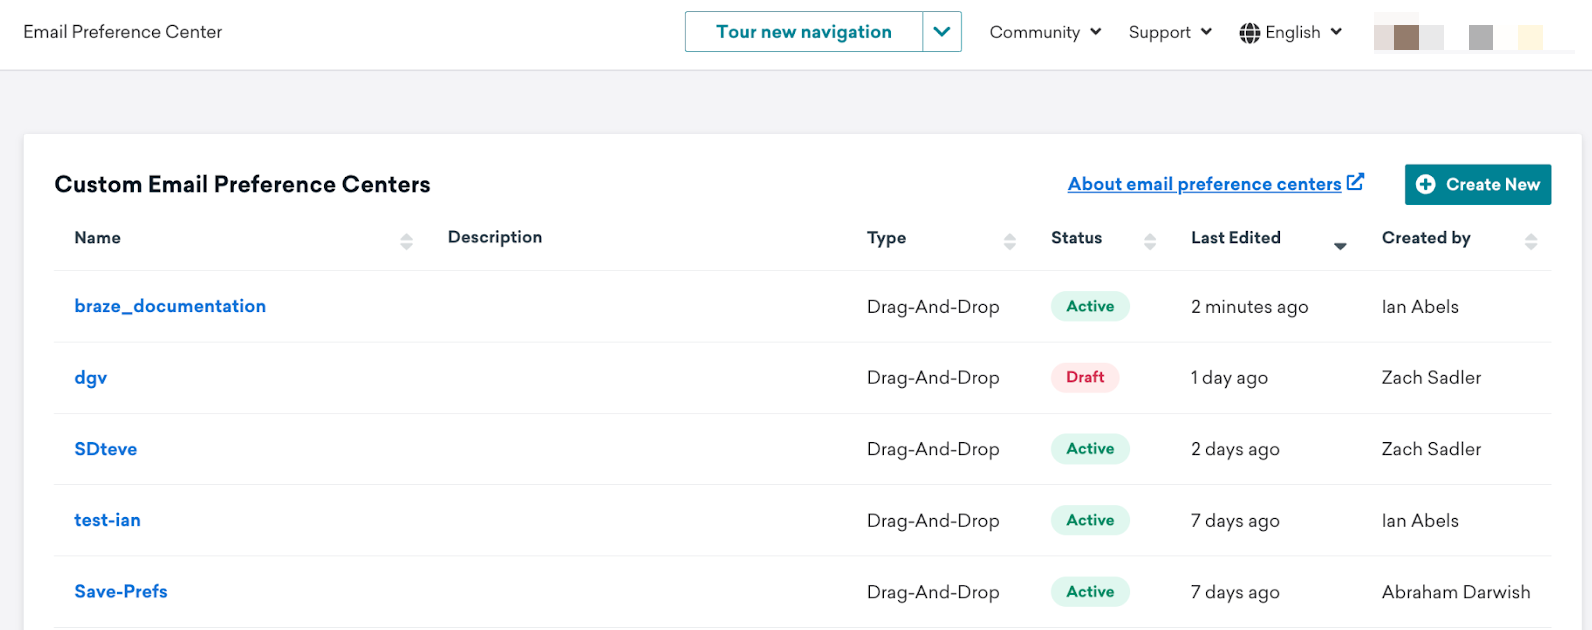 Email Preference Center
Tour new navigation
Community
Support
English
Custom Email Preference Centers
About email preference centers
Create New
Name Description Type Status Last Edited Created by
braze_documentation Drag-And-Drop Active 2 minutes ago Ian Abels
dgv Drag-And-Drop Draft 1 day ago Zach Sadler
SDteve Drag-And-Drop Active 2 days ago Zach Sadler
test-ian Drag-And-Drop Active 7 days ago Ian Abels
Save-Prefs Drag-And-Drop Active 7 days ago Abraham Darwish